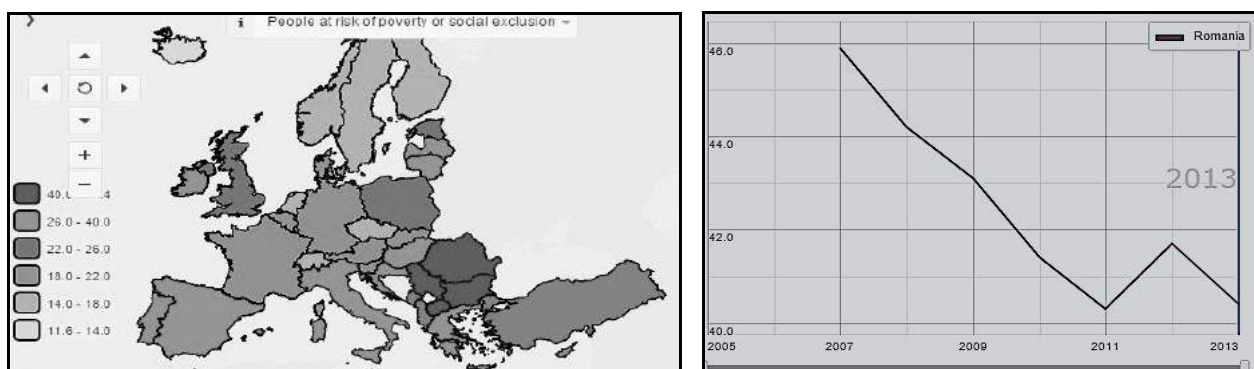 i People at risk of poverty or social exclusion
26.0 - 40.0
22.0 - 26.0
18.0 - 22.0
14.0 - 18.0
11.6 - 14.0
Romania
46.0
44.0
2013
42.0
40.0
2005 2007 2009 2011 2013